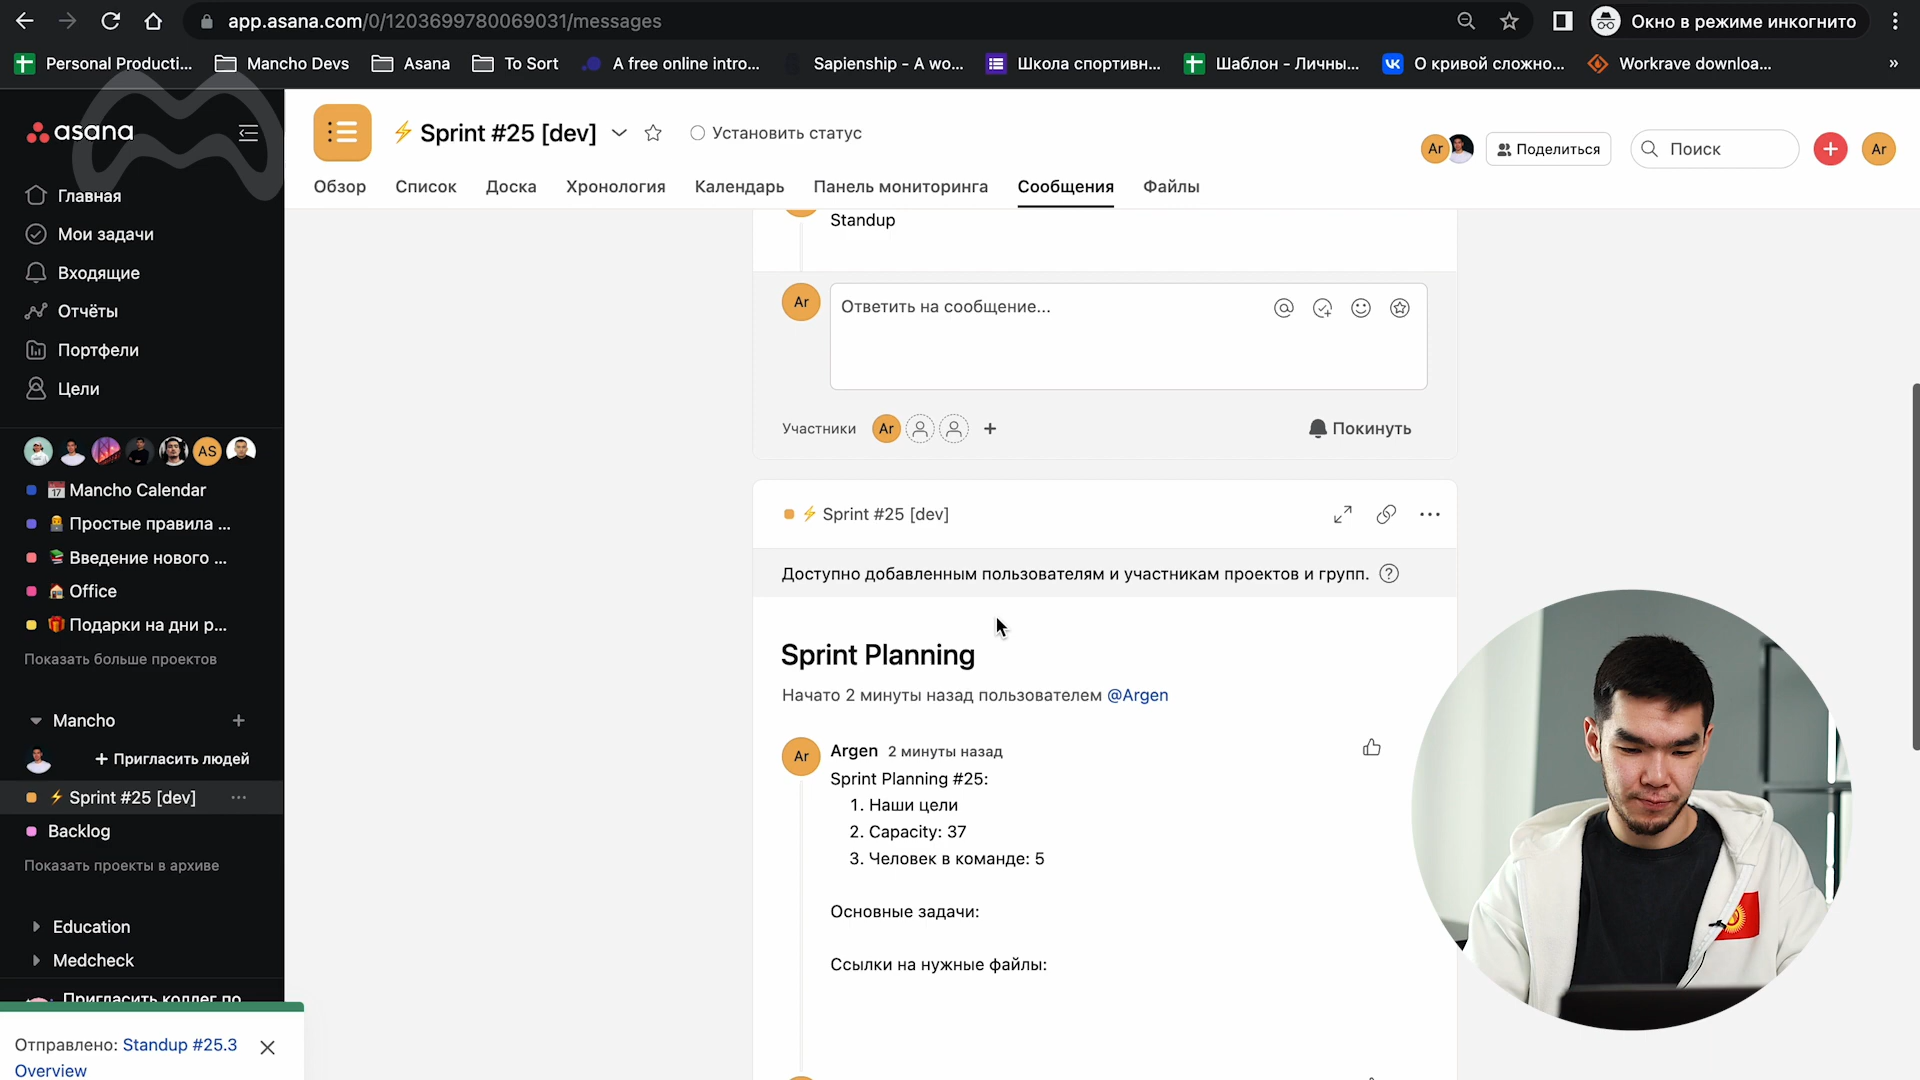 app.asana.com/0/1203699780069031/messages
Окно в режиме инкогнито
Personal Producti...
Mancho Devs
Asana
To Sort
A free online intro...
Sapienship - A wo...
Школа спортивн...
Шаблон - Личны...
О кривой сложно...
Workrave downloa...
»
asana
Sprint #25 [dev]
Установить статус
Ar
Поделиться
Поиск
Ar
Обзор
Список
Доска
Хронология
Календарь
Панель мониторинга
Сообщения
Файлы
Главная
Мои задачи
Входящие
Отчёты
Портфели
Цели
AS
Mancho Calendar
Простые правила ...
Введение нового ...
Office
Подарки на дни р...
Показать больше проектов
Mancho
+ Пригласить людей
Sprint #25 [dev]
Backlog
Показать проекты в архиве
Education
Medcheck
Пригласить коллег по
Отправлено: Standup #25.3
Overview
Standup
Ar
Ответить на сообщение...
Участники
Ar
Покинуть
Sprint #25 [dev]
Доступно добавленным пользователям и участникам проектов и групп.
Sprint Planning
Начато 2 минуты назад пользователем @Argen
Ar
Argen 2 минуты назад
Sprint Planning #25:
1. Наши цели
2. Capacity: 37
3. Человек в команде: 5
Основные задачи:
Ссылки на нужные файлы: